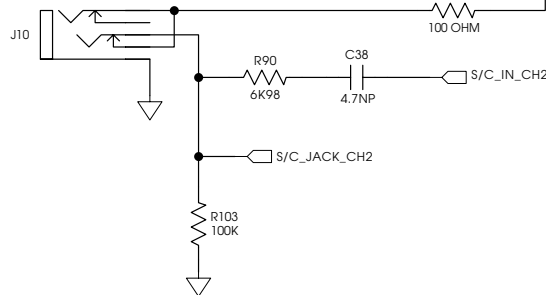 100 OHM
J10
R90
6K98
C38
4.7NP
S/C_IN_CH2
S/C_JACK_CH2
R103
100K